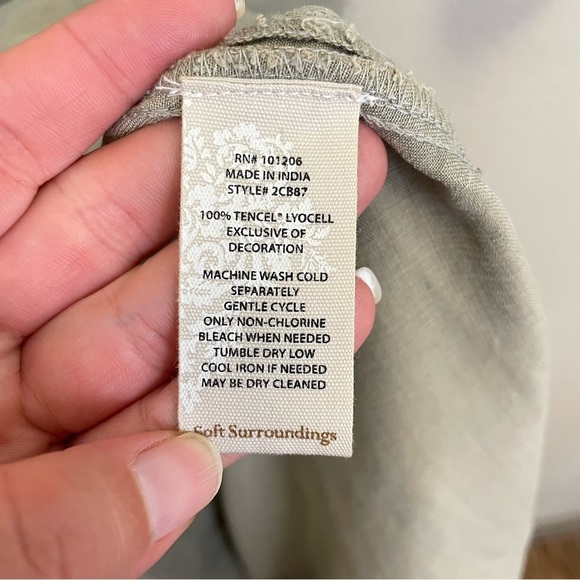 RN# 101206
MADE IN INDIA
STYLE# 2CB87
100% TENCEL® LYOCELL
EXCLUSIVE OF
DECORATION
MACHINE WASH COLD
SEPARATELY
GENTLE CYCLE
ONLY NON-CHLORINE
BLEACH WHEN NEEDED
TUMBLE DRY LOW
COOL IRON IF NEEDED
MAY BE DRY CLEANED
Soft Surroundings